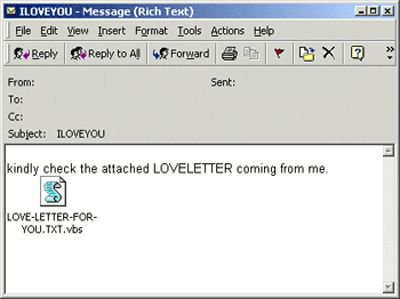 ILOVEYOU - Message (Rich Text)
File Edit View Insert Format Tools Actions Help
Reply Reply to All Forward
From: Sent:
To:
Cc:
Subject: ILOVEYOU
kindly check the attached LOVELETTER coming from me.
LOVE-LETTER-FOR-
YOU.TXT.vbs